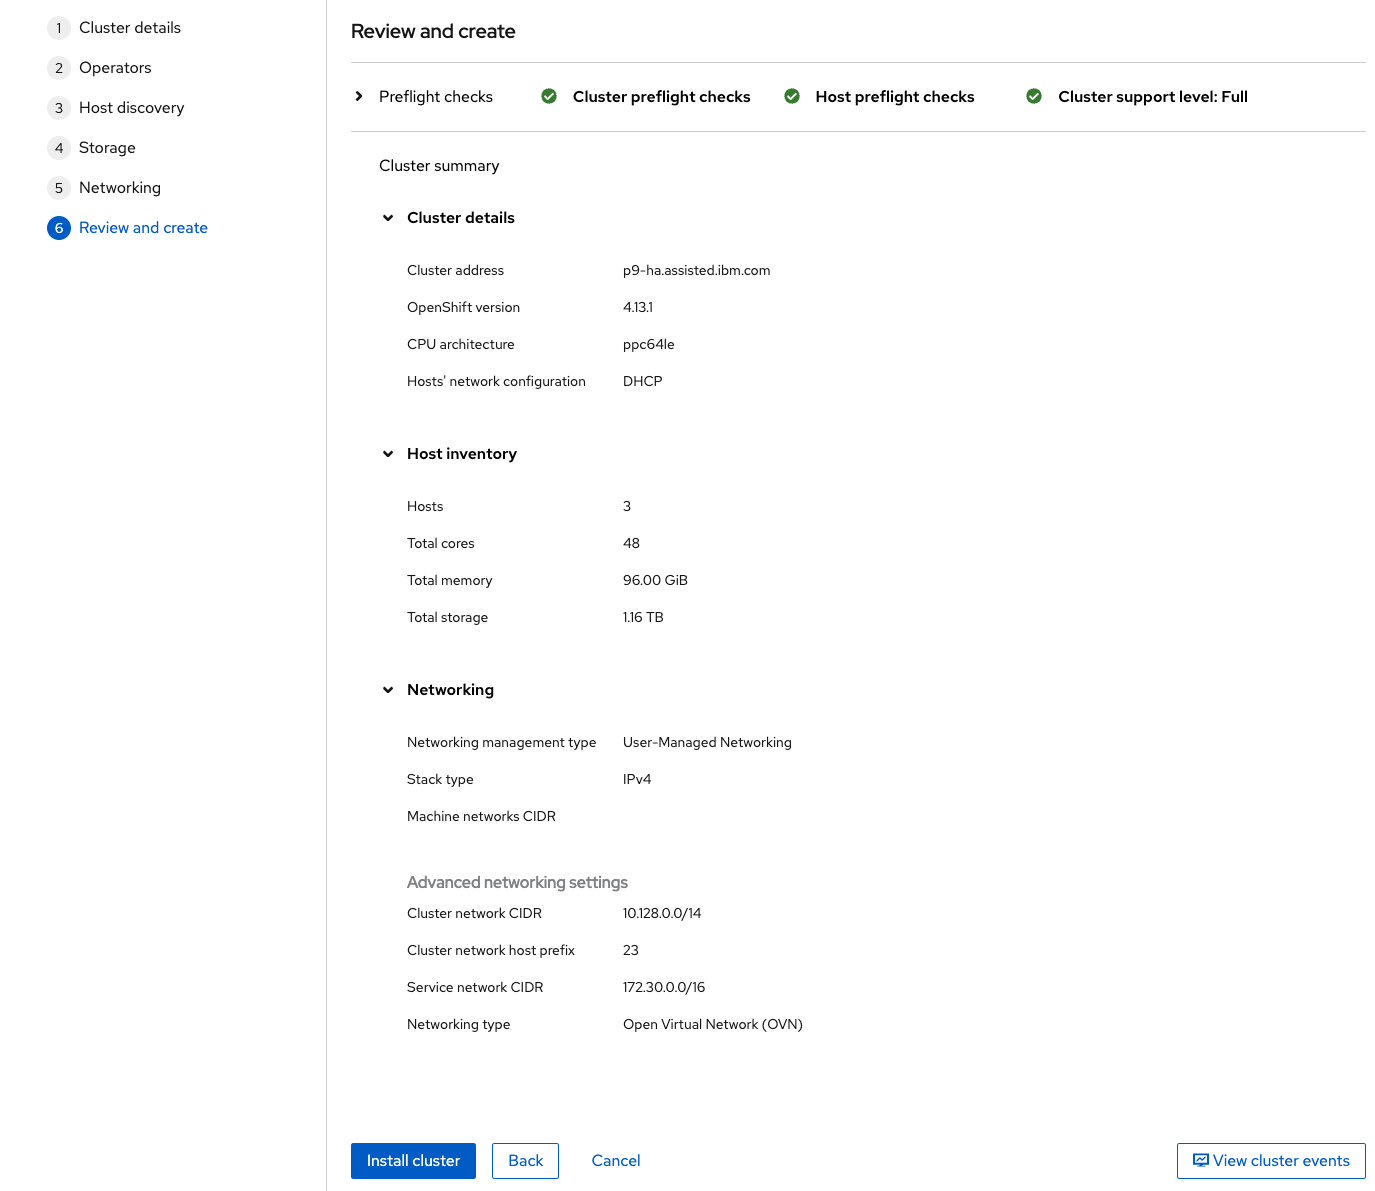 1 Cluster details
2 Operators
3 Host discovery
4 Storage
5 Networking
6 Review and create
Review and create
Preflight checks Cluster preflight checks Host preflight checks Cluster support level: Full
Cluster summary
Cluster details
Cluster address p9-ha.assisted.ibm.com
OpenShift version 4.13.1
CPU architecture ppc64le
Hosts' network configuration DHCP
Host inventory
Hosts 3
Total cores 48
Total memory 96.00 GiB
Total storage 1.16 TB
Networking
Networking management type User-Managed Networking
Stack type IPv4
Machine networks CIDR
Advanced networking settings
Cluster network CIDR 10.128.0.0/14
Cluster network host prefix 23
Service network CIDR 172.30.0.0/16
Networking type Open Virtual Network (OVN)
Install cluster Back Cancel View cluster events